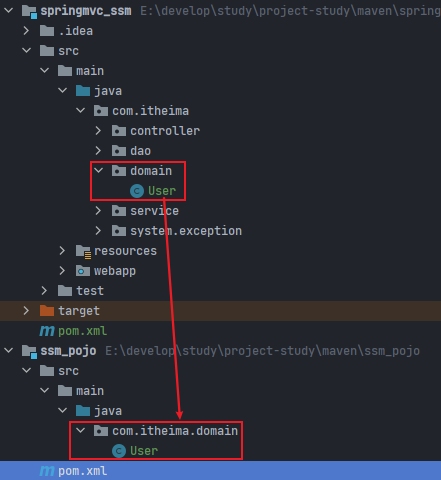 springmvc_ssm E:\develop\study\project-study\maven\spring
.idea
src
main
java
com.itheima
controller
dao
domain
User
service
system.exception
resources
webapp
test
target
pom.xml
ssm_pojo E:\develop\study\project-study\maven\ssm_pojo
src
main
java
com.itheima.domain
User
pom.xml